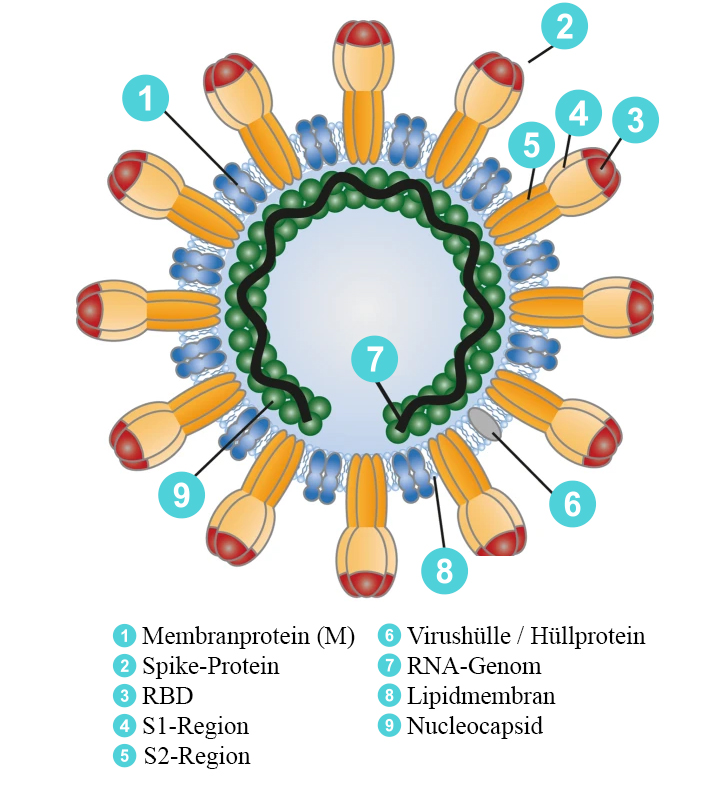 2
1
4
3
5
7
9
6
8
1 Membranprotein (M)
2 Spike-Protein
3 RBD
4 S1-Region
5 S2-Region
6 Virushülle / Hüllprotein
7 RNA-Genom
8 Lipidmembran
9 Nucleocapsid